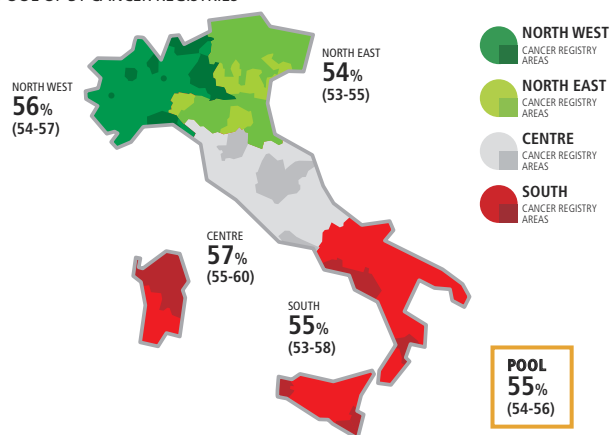 NORTH WEST
56%
(54-57)
NORTH EAST
54%
(53-55)
CENTRE
57%
(55-60)
SOUTH
55%
(53-58)
NORTH WEST
CANCER REGISTRY
AREAS
NORTH EAST
CANCER REGISTRY
AREAS
CENTRE
CANCER REGISTRY
AREAS
SOUTH
CANCER REGISTRY
AREAS
POOL
55%
(54-56)